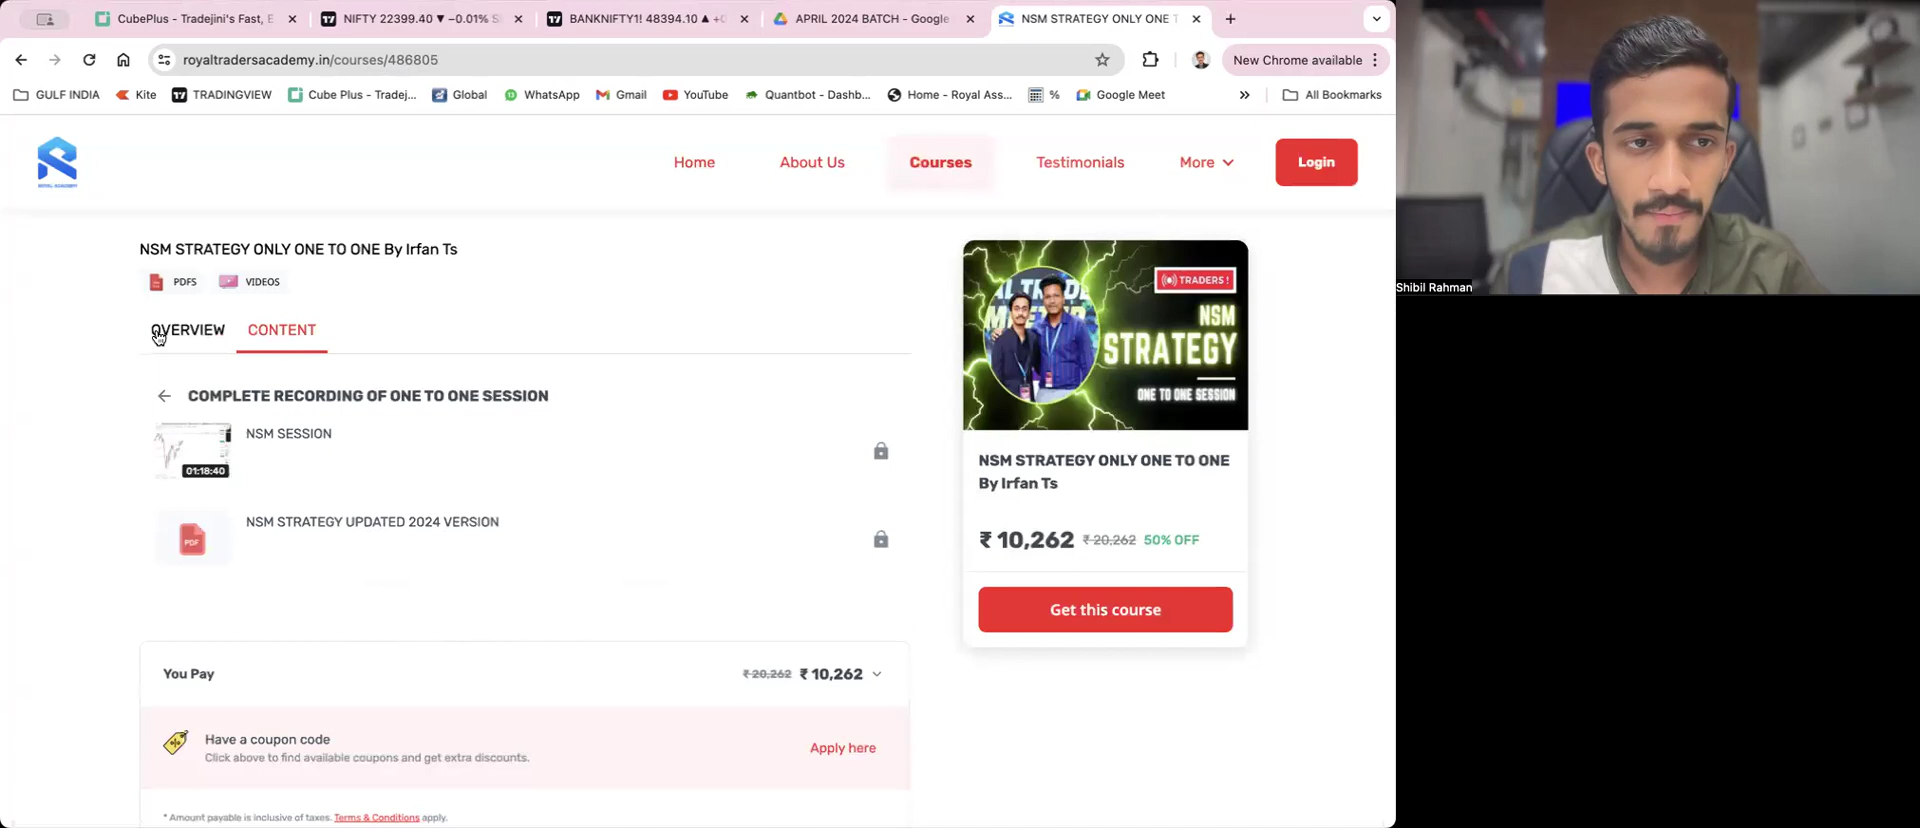 CubePlus - Tradejini's Fast, E
NIFTY 22399.40 ▼ −0.01% S
BANKNIFTY1! 48394.10 ▲ +0
APRIL 2024 BATCH - Google
NSM STRATEGY ONLY ONE T
royaltradersacademy.in/courses/486805
New Chrome available
GULF INDIA
Kite
TRADINGVIEW
Cube Plus - Tradej...
Global
WhatsApp
Gmail
YouTube
Quantbot - Dashb...
Home - Royal Ass...
%
Google Meet
»
All Bookmarks
ROYAL ACADEMY
Home
About Us
Courses
Testimonials
More
Login
NSM STRATEGY ONLY ONE TO ONE By Irfan Ts
PDFS
VIDEOS
OVERVIEW
CONTENT
COMPLETE RECORDING OF ONE TO ONE SESSION
NSM SESSION
01:18:40
PDF
NSM STRATEGY UPDATED 2024 VERSION
You Pay
₹ 20,262 ₹ 10,262
Have a coupon code
Click above to find available coupons and get extra discounts.
Apply here
* Amount payable is inclusive of taxes. Terms & Conditions apply.
TRADERS !
NSM
STRATEGY
ONE TO ONE SESSION
NSM STRATEGY ONLY ONE TO ONE
By Irfan Ts
₹ 10,262 ₹ 20,262 50% OFF
Get this course
Shibil Rahman